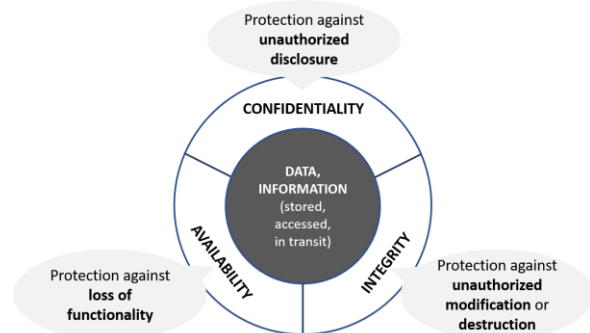 Protection against
unauthorized
disclosure
CONFIDENTIALITY
DATA,
INFORMATION
(stored,
accessed,
in transit)
AVAILABILITY
INTEGRITY
Protection against
loss of
functionality
Protection against
unauthorized
modification or
destruction